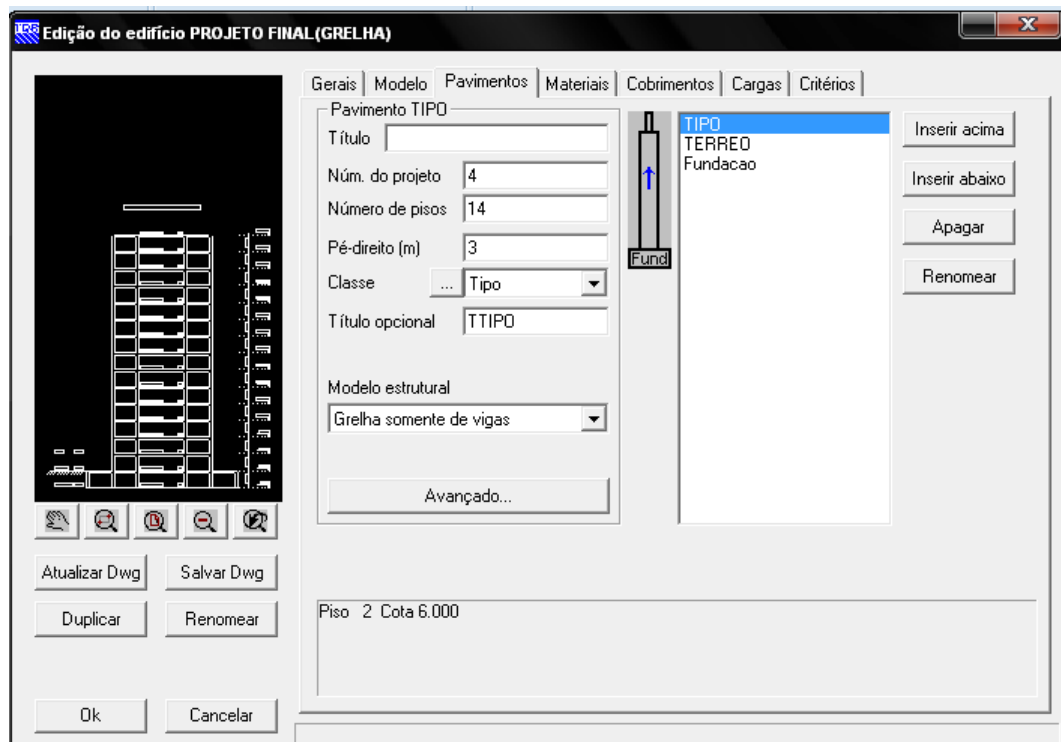 TQS Edição do edifício PROJETO FINAL(GRELHA)
Gerais Modelo Pavimentos Materiais Cobrimentos Cargas Critérios
Pavimento TIPO
Título
Núm. do projeto 4
Número de pisos 14
Pé-direito (m) 3
Classe ... Tipo
Título opcional TTIPO
Modelo estrutural
Grelha somente de vigas
Avançado...
Fund
TIPO
TERREO
Fundacao
Inserir acima
Inserir abaixo
Apagar
Renomear
Atualizar Dwg Salvar Dwg
Duplicar Renomear
Ok Cancelar
Piso 2 Cota 6.000